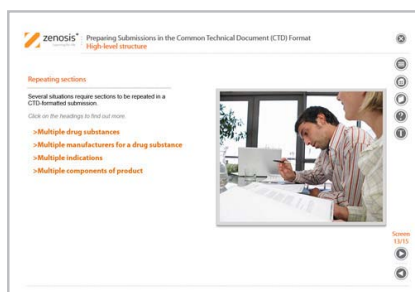 zenosis®
Preparing Submissions in the Common Technical Document (CTD) Format
High-level structure
Repeating sections
Several situations require sections to be repeated in a
CTD-formatted submission.
Click on the headings to find out more.
>Multiple drug substances
>Multiple manufacturers for a drug substance
>Multiple indications
>Multiple components of product
Screen
13/15